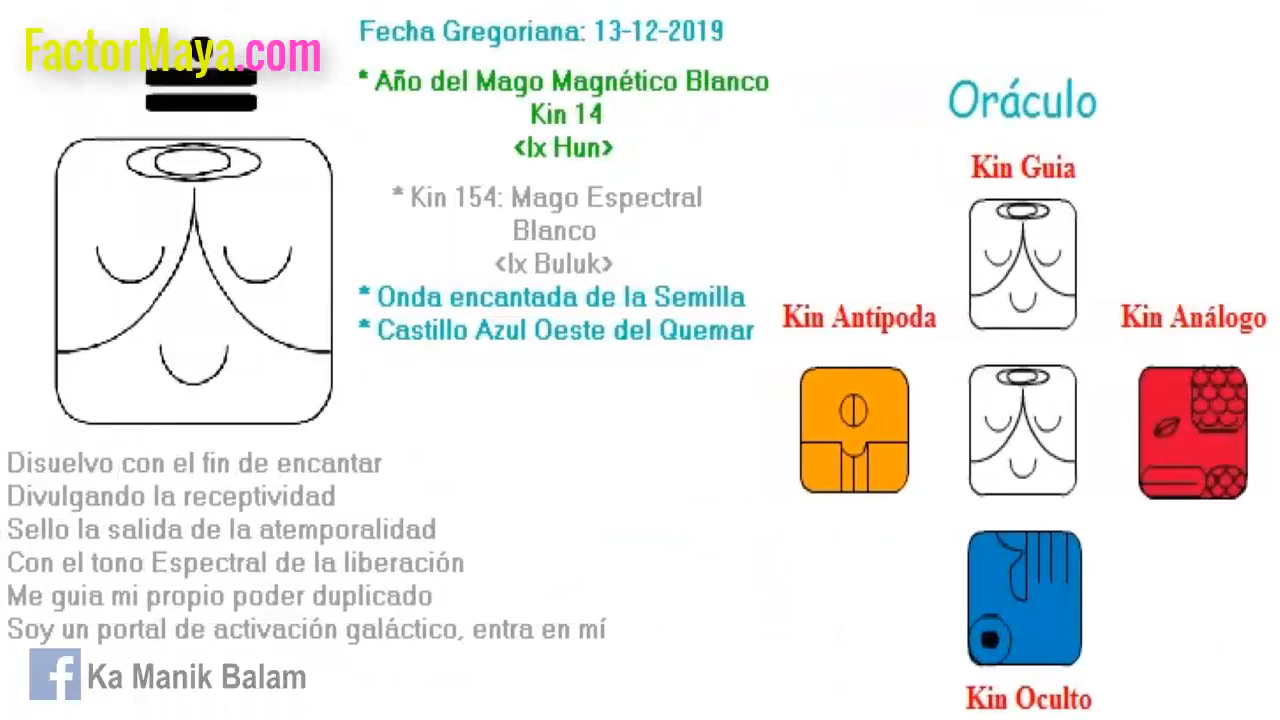 FactorMaya.com
Fecha Gregoriana: 13-12-2019
* Año del Mago Magnético Blanco
Kin 14
<Ix Hun>
* Kin 154: Mago Espectral
Blanco
<Ix Buluk>
* Onda encantada de la Semilla
* Castillo Azul Oeste del Quemar
Disuelvo con el fin de encantar
Divulgando la receptividad
Sello la salida de la atemporalidad
Con el tono Espectral de la liberación
Me guia mi propio poder duplicado
Soy un portal de activación galáctico, entra en mí
f Ka Manik Balam
Oráculo
Kin Guia
Kin Antípoda
Kin Análogo
Kin Oculto